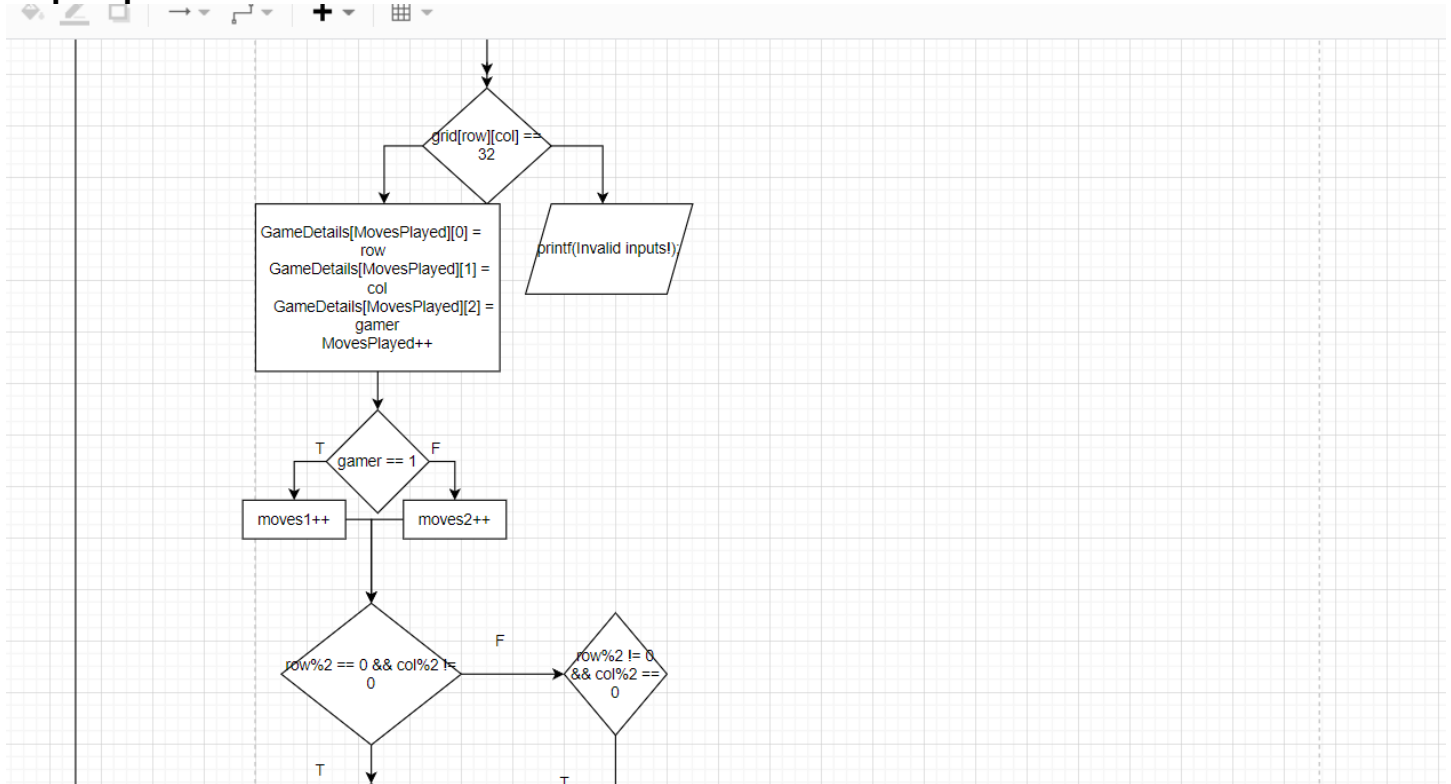 grid[row][col] ==
32
GameDetails[MovesPlayed][0] =
row
GameDetails[MovesPlayed][1] =
col
GameDetails[MovesPlayed][2] =
gamer
MovesPlayed++
printf(Invalid inputs!);
T
F
gamer == 1
moves1++
moves2++
F
row%2 == 0 && col%2 !=
0
row%2 != 0
&& col%2 ==
0
T
T